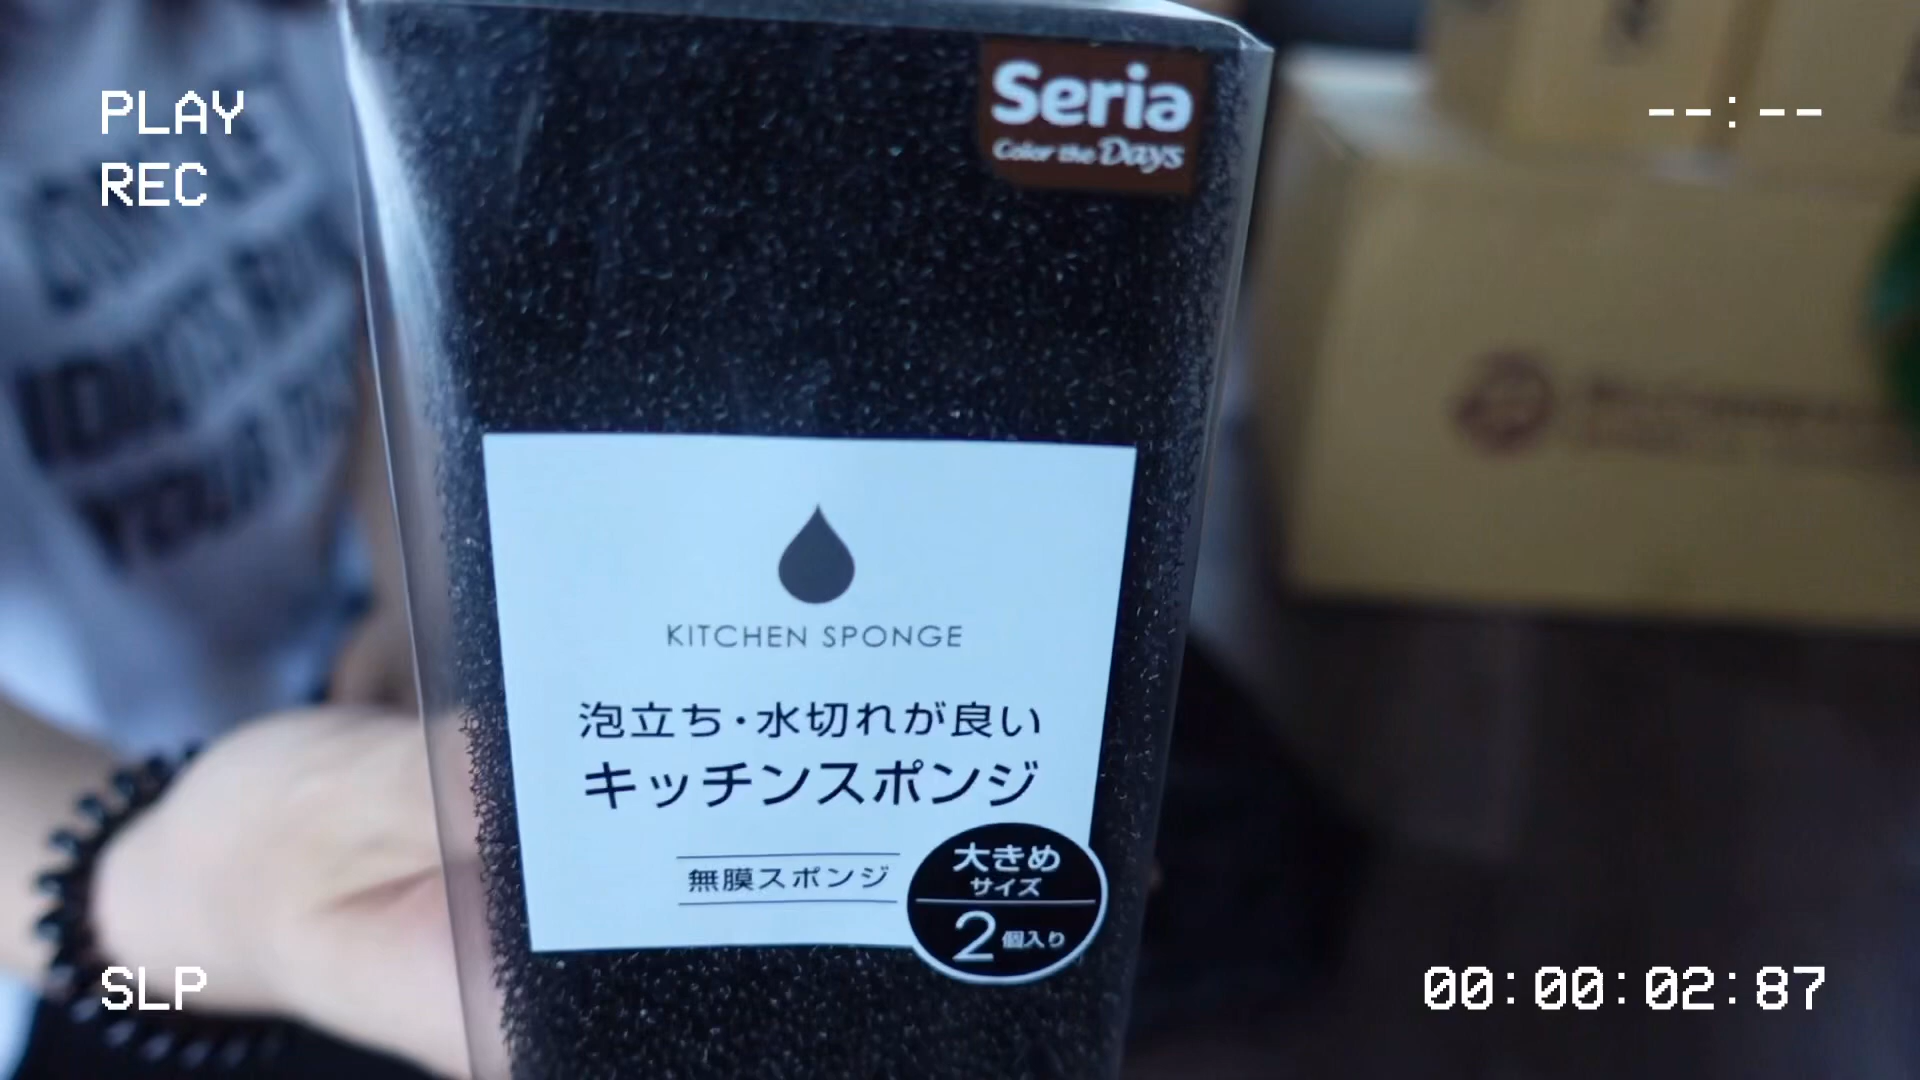 PLAY
REC
--:--
Seria
Color the Days
KITCHEN SPONGE
泡立ち・水切れが良い
キッチンスポンジ
無膜スポンジ
大きめ
サイズ
2個入り
SLP
00:00:02:87